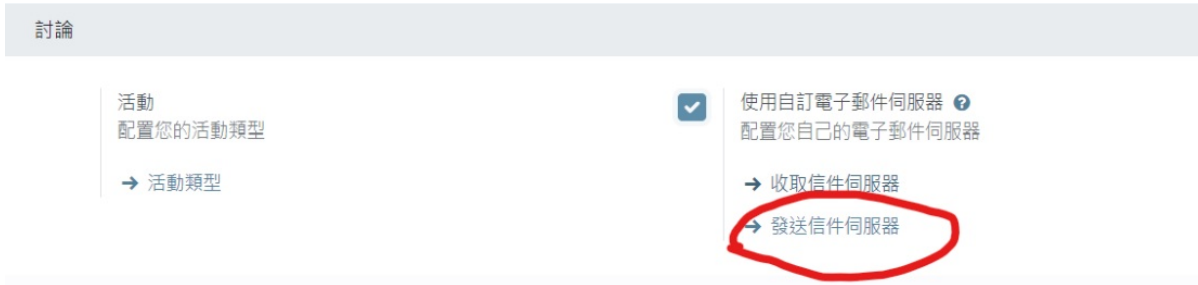 討論
活動
配置您的活動類型
→ 活動類型
使用自訂電子郵件伺服器 ?
配置您自己的電子郵件伺服器
→ 收取信件伺服器
→ 發送信件伺服器